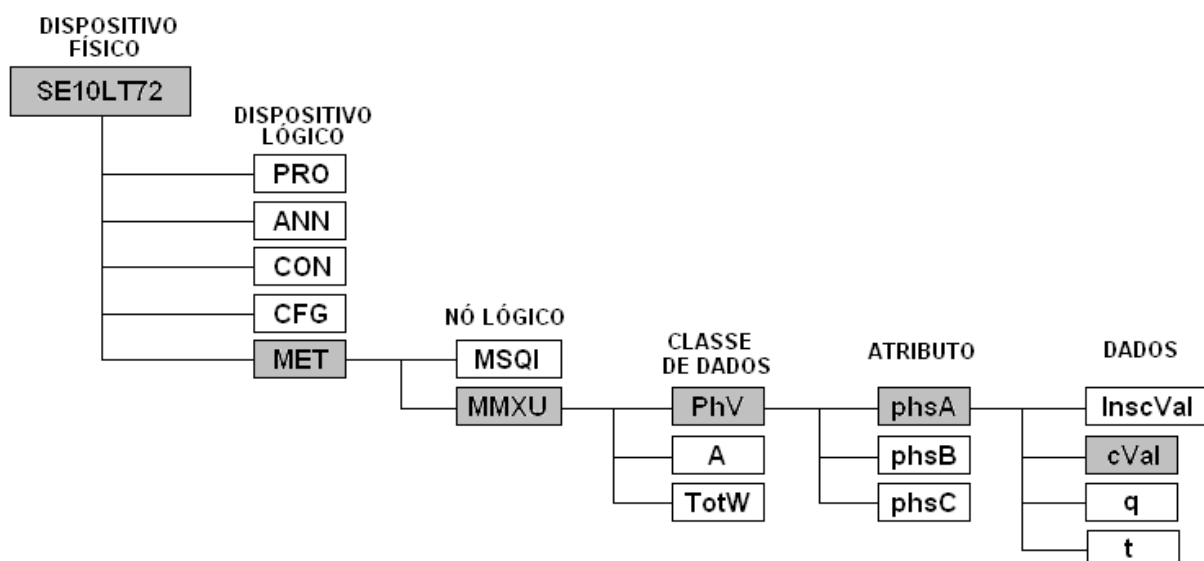 DISPOSITIVO
FÍSICO
SE10LT72
DISPOSITIVO
LÓGICO
PRO
ANN
CON
CFG
MET
NÓ LÓGICO
MSQI
MMXU
CLASSE
DE DADOS
PhV
A
TotW
ATRIBUTO
phsA
phsB
phsC
DADOS
InscVal
cVal
q
t